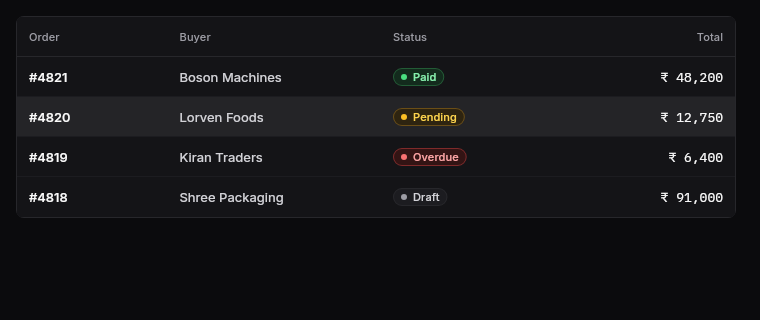 Order Buyer Status Total
#4821 Boson Machines Paid ₹ 48,200
#4820 Lorven Foods Pending ₹ 12,750
#4819 Kiran Traders Overdue ₹ 6,400
#4818 Shree Packaging Draft ₹ 91,000